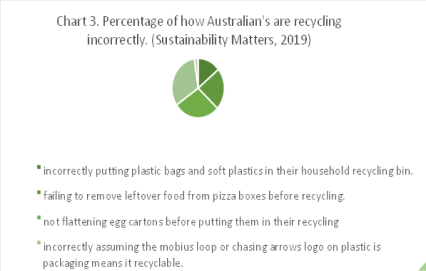 Chart 3. Percentage of how Australian's are recycling
incorrectly. (Sustainability Matters, 2019)
incorrectly putting plastic bags and soft plastics in their household recycling bin.
failing to remove leftover food from pizza boxes before recycling.
not flattening egg cartons before putting them in their recycling
incorrectly assuming the mobius loop or chasing arrows logo on plastic is
packaging means it recyclable.